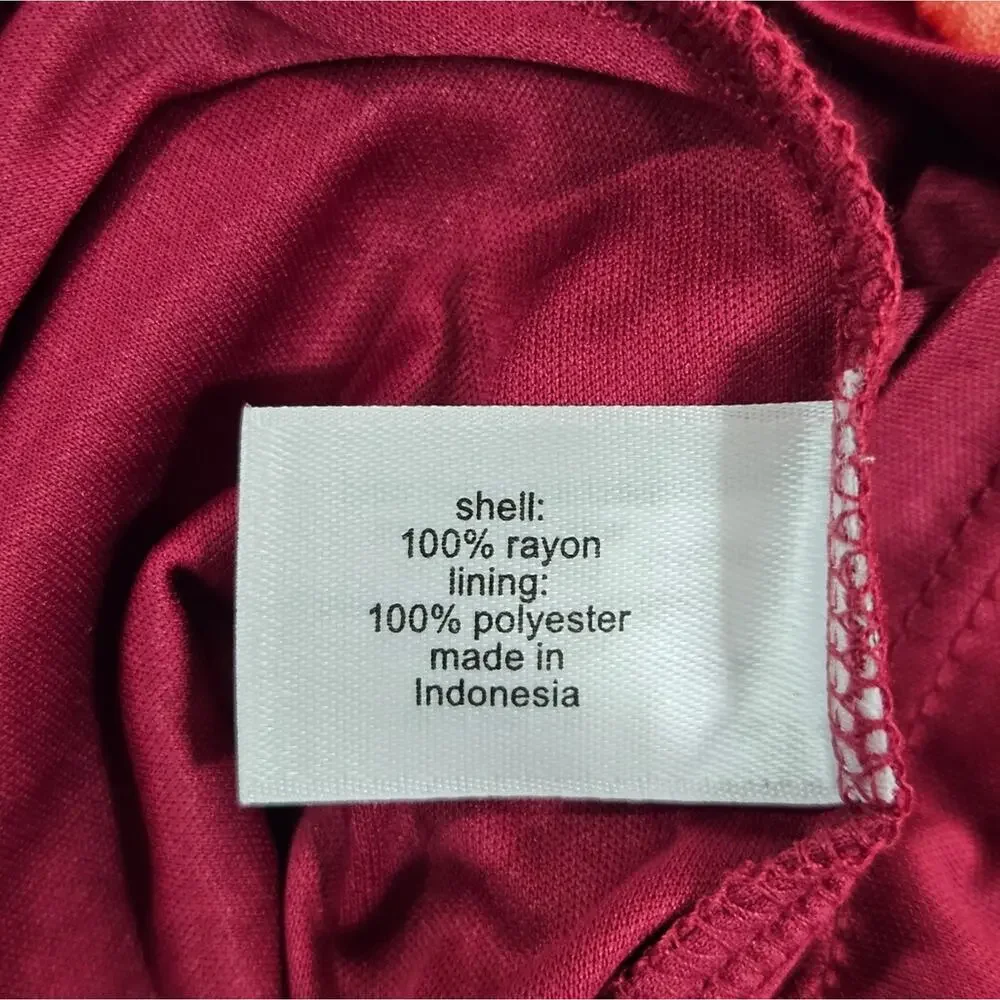 shell:
100% rayon
lining:
100% polyester
made in
Indonesia